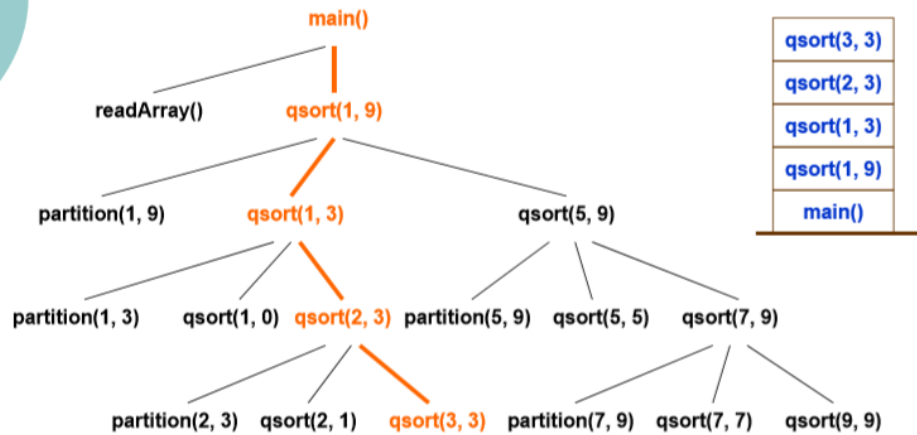 main()
readArray() qsort(1, 9)
partition(1, 9) qsort(1, 3) qsort(5, 9)
partition(1, 3) qsort(1, 0) qsort(2, 3) partition(5, 9) qsort(5, 5) qsort(7, 9)
partition(2, 3) qsort(2, 1) qsort(3, 3) partition(7, 9) qsort(7, 7) qsort(9, 9)
qsort(3, 3)
qsort(2, 3)
qsort(1, 3)
qsort(1, 9)
main()